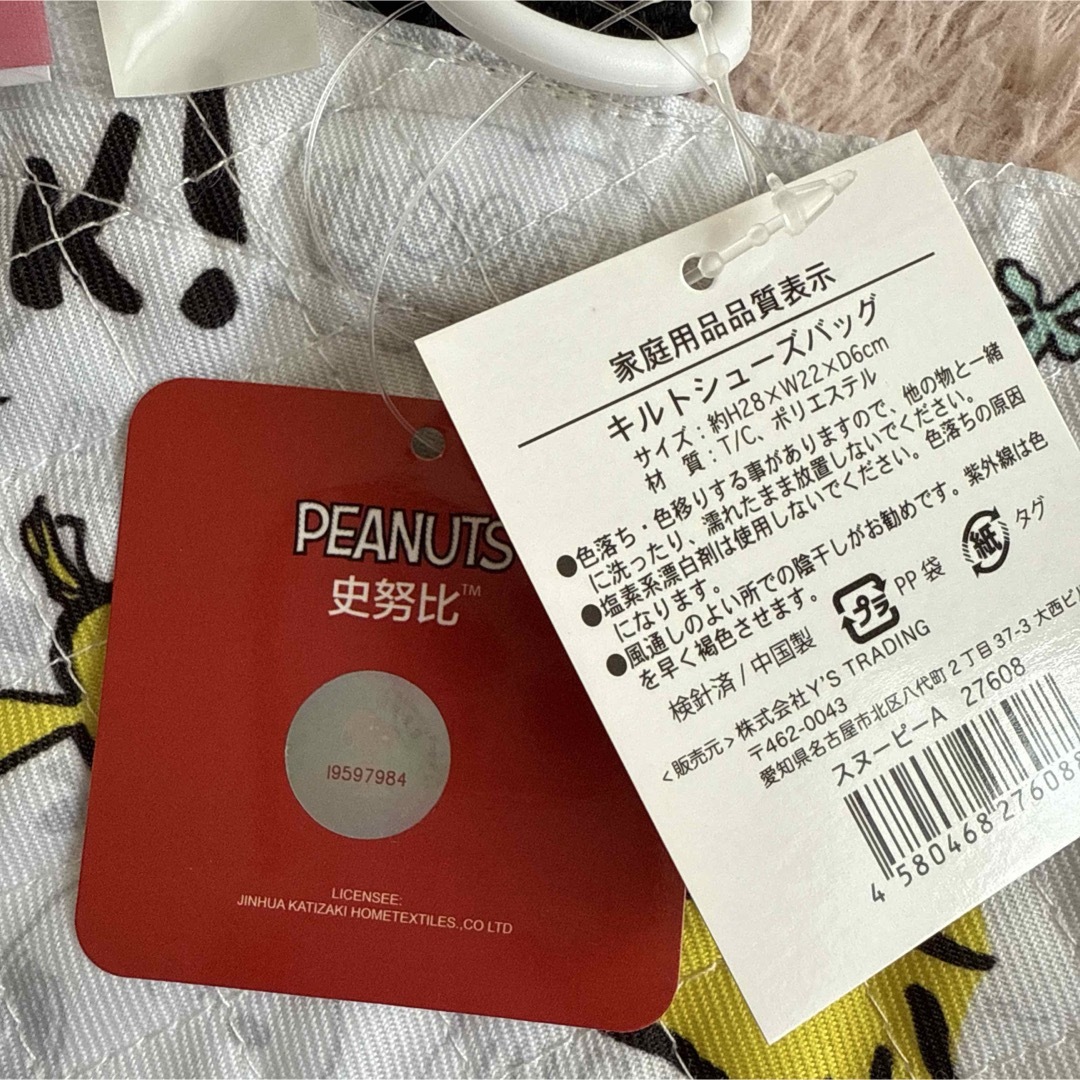 K!
PEANUTS
史努比™
19597984
LICENSEE:
JINHUA KATIZAKI HOMETEXTILES.,CO LTD
家庭用品品質表示
キルトシューズバッグ
サイズ：約H28×W22×D6cm
材　質：T/C、ポリエステル
●色落ち・色移りする事がありますので、他の物と一緒
に洗ったり、濡れたまま放置しないでください。
●塩素系漂白剤は使用しないでください。色落ちの原因
になります。
●風通しのよい所での陰干しがお勧めです。紫外線は色
を早く褐色させます。
検針済/中国製
プラ
PP 袋
紙
タグ
＜販売元＞株式会社Y'S TRADING
〒462-0043
愛知県名古屋市北区八代町2丁目37-3 大西ビ
スヌーピーA 27608
4 580468 276088